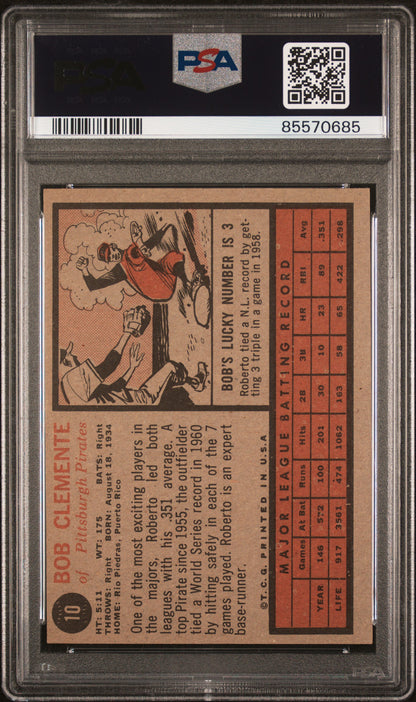 PSA
85570685
10
BOB CLEMENTE
of Pittsburgh Pirates
HT: 5:11 WT: 175 BATS: Right
THROWS: Right BORN: August 18, 1934
HOME: Rio Piedras, Puerto Rico
One of the most exciting players in
the majors, Roberto led both
leagues with his .351 average. A
top Pirate since 1955, the outfielder
tied a World Series record in 1960
by hitting safely in each of the 7
games played. Roberto is an expert
base-runner.
©T.C.G. PRINTED IN U.S.A
BOB'S LUCKY NUMBER IS 3
Roberto tied a N.L. record by get-
ting 3 triple in a game in 1958.
MAJOR LEAGUE BATTING RECORD
Games At Bat Runs Hits 2B 3B HR RBI Avg
YEAR 146 572 100 201 30 10 23 89 .351
LIFE 917 3561 474 1062 163 58 65 422 .298
PSA